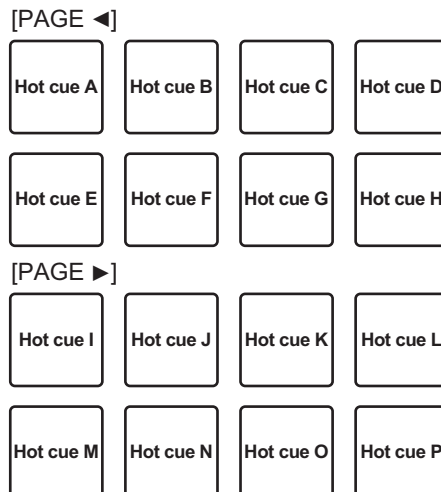 [PAGE ◄]
Hot cue A Hot cue B Hot cue C Hot cue D
Hot cue E Hot cue F Hot cue G Hot cue H
[PAGE ►]
Hot cue I Hot cue J Hot cue K Hot cue L
Hot cue M Hot cue N Hot cue O Hot cue P